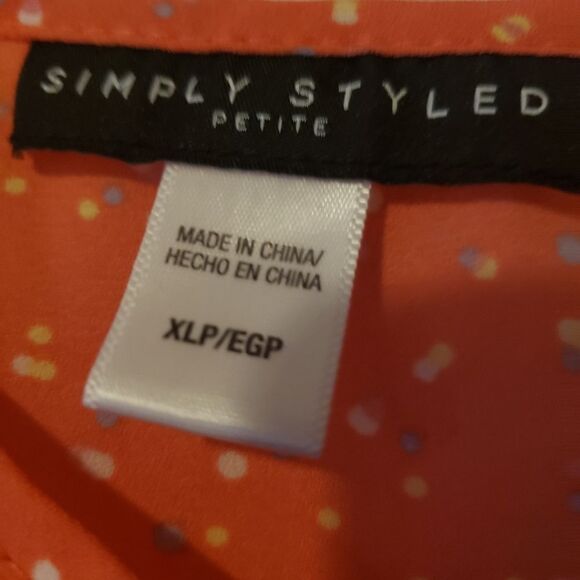 SIMPLY STYLED
PETITE
MADE IN CHINA/
HECHO EN CHINA
XLP/EGP